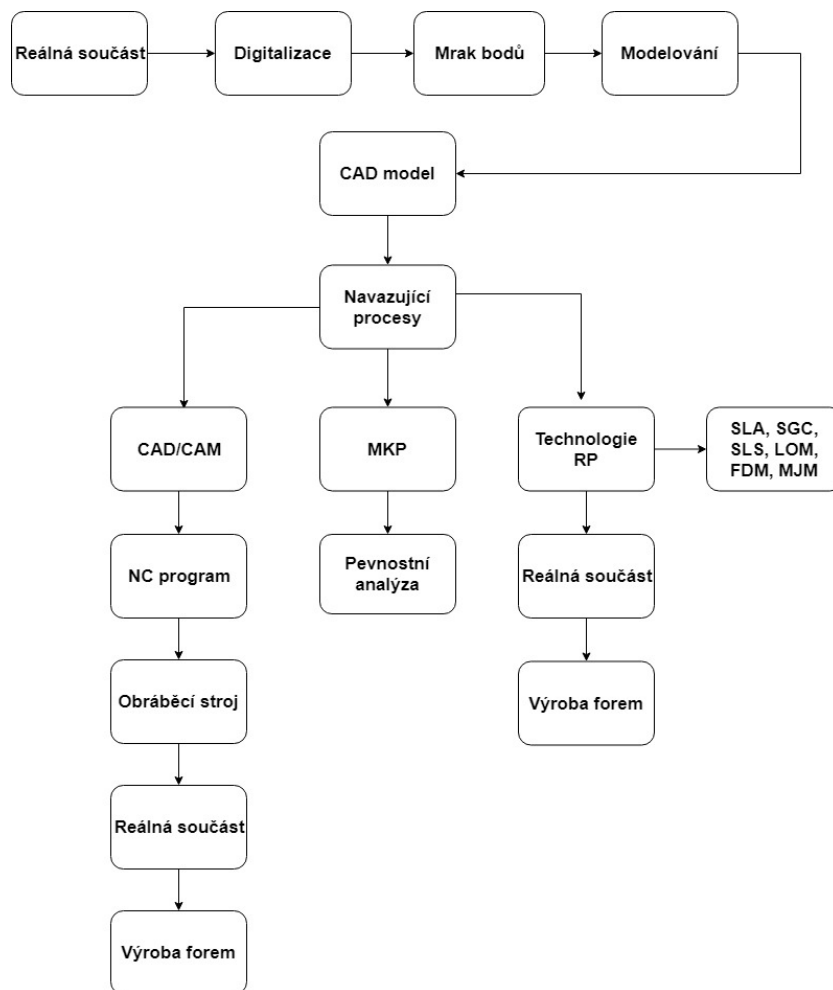 Reálná součást
Digitalizace
Mrak bodů
Modelování
CAD model
Navazující
procesy
CAD/CAM
MKP
Technologie
RP
SLA, SGC,
SLS, LOM,
FDM, MJM
NC program
Pevnostní
analýza
Reálná součást
Obráběcí stroj
Výroba forem
Reálná součást
Výroba forem